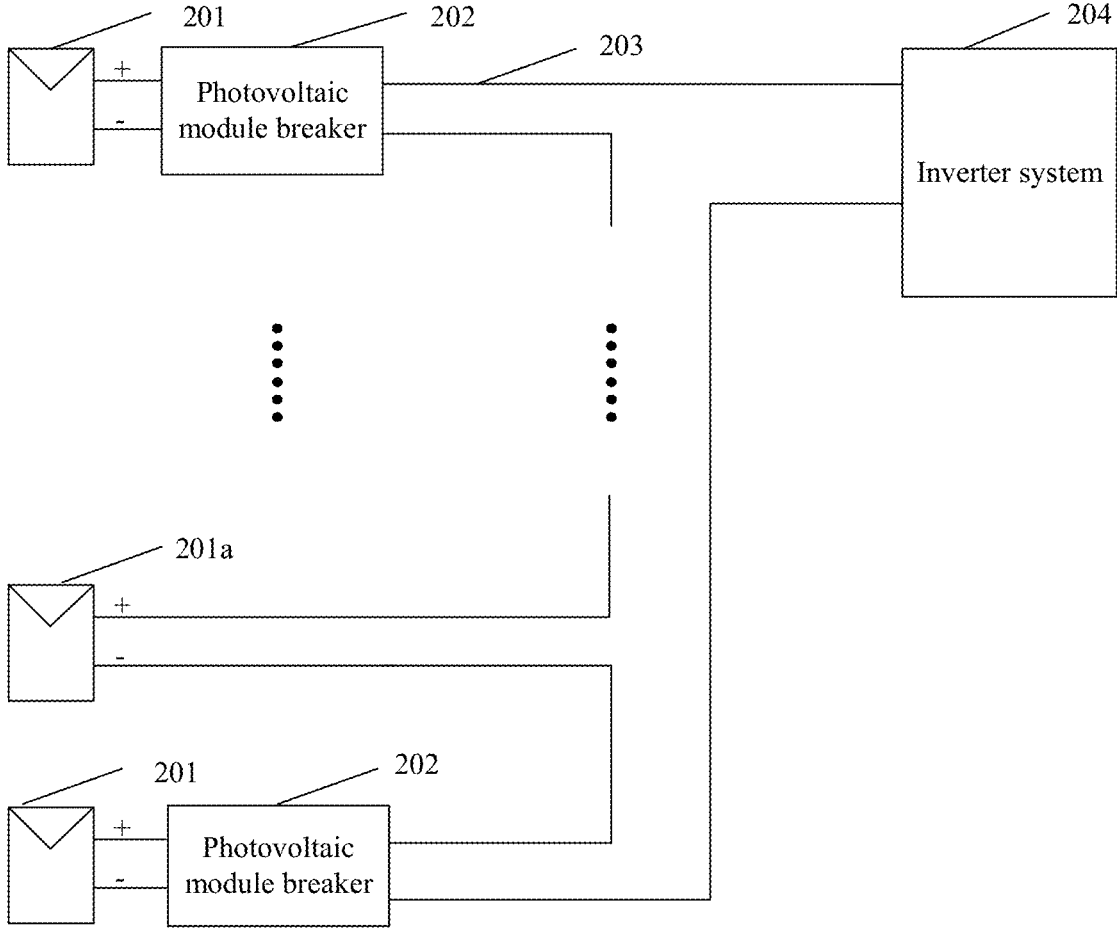 201
202
203
204
+
-
Photovoltaic
module breaker
Inverter system
201a
+
-
201
202
+
-
Photovoltaic
module breaker